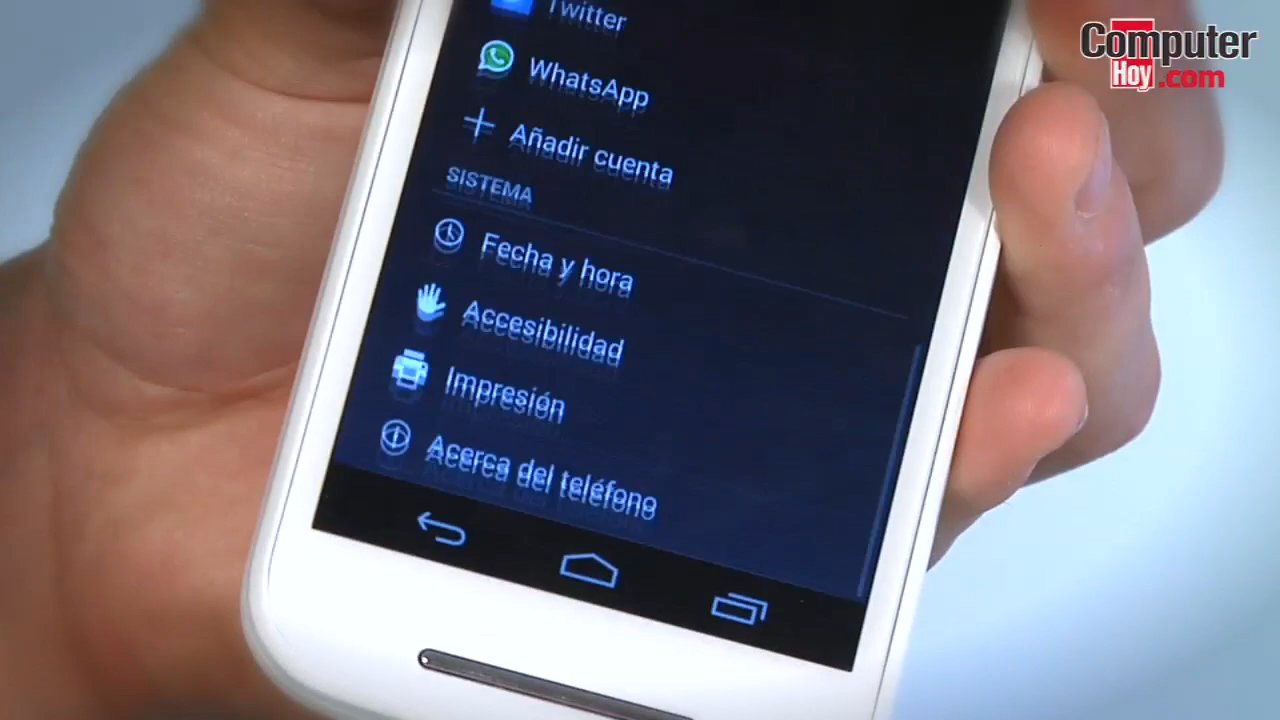 Twitter
WhatsApp
Añadir cuenta
SISTEMA
Fecha y hora
Accesibilidad
Impresión
Acerca del teléfono
Computer
Hoy.com